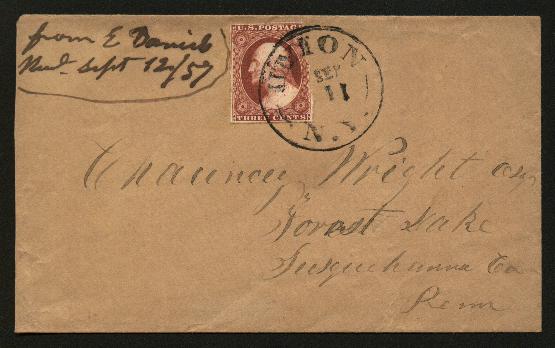 from E Daniels
Recd. Sept 12/57
U.S. POSTAGE
THREE CENTS
SEP
11
N.Y.
Chauncey Wright Esq
Forest Lake
Susquehanna Co
Penn